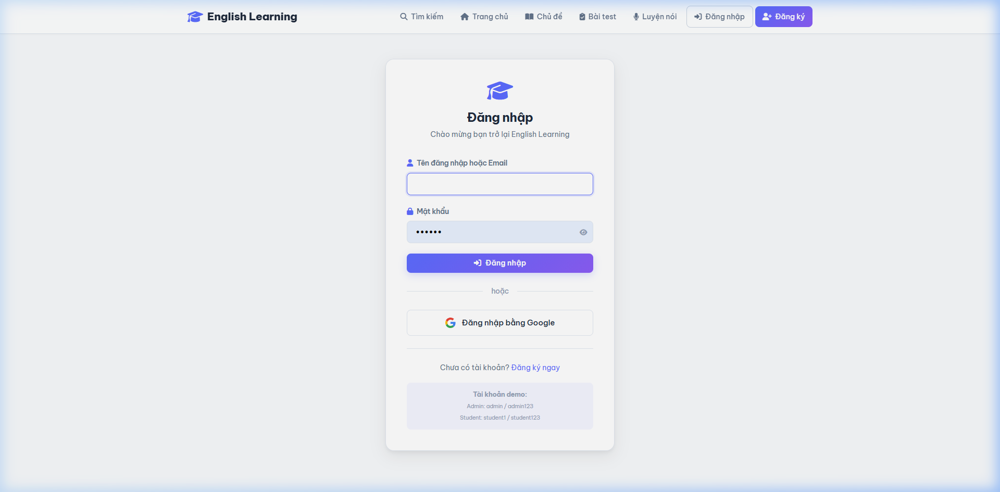 English Learning
Tìm kiếm
Trang chủ
Chủ đề
Bài test
Luyện nói
Đăng nhập
Đăng ký
Đăng nhập
Chào mừng bạn trở lại English Learning
Tên đăng nhập hoặc Email
Mật khẩu
••••••
Đăng nhập
hoặc
Đăng nhập bằng Google
Chưa có tài khoản? Đăng ký ngay
Tài khoản demo:
Admin: admin / admin123
Student: student1 / student123